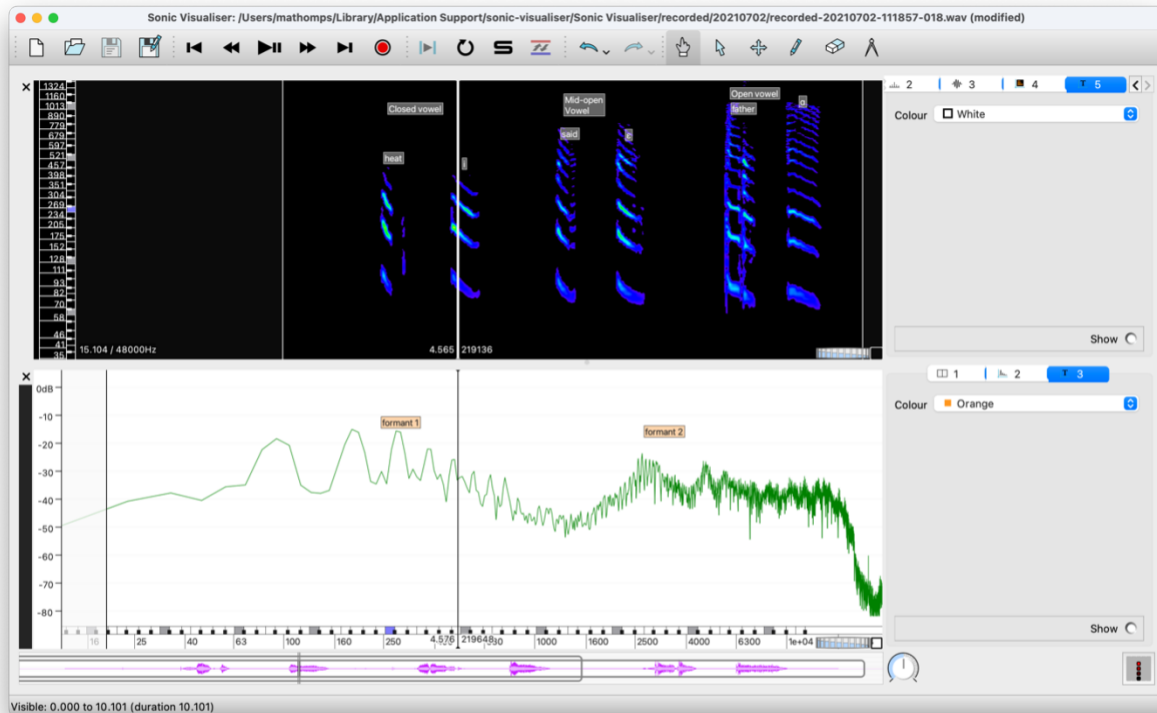 Sonic Visualiser: /Users/mathomps/Library/Application Support/sonic-visualiser/Sonic Visualiser/recorded/20210702/recorded-20210702-111857-018.wav (modified)
1324
1160
1013
890
779
679
597
521
457
398
351
304
269
234
205
175
152
128
111
93
82
70
58
46
41
35
Closed vowel
Mid-open
Vowel
Open vowel
father
said
heat
i
15.104 / 48000Hz
4.565
219136
2
3
4
T 5
Colour
White
Show
0dB
-10
-20
-30
-40
-50
-60
-70
-80
formant 1
formant 2
16
25
40
63
100
160
250
4.576
219648
1000
1600
2500
4000
6300
1e+04
1
2
T 3
Colour
Orange
Show
Visible: 0.000 to 10.101 (duration 10.101)